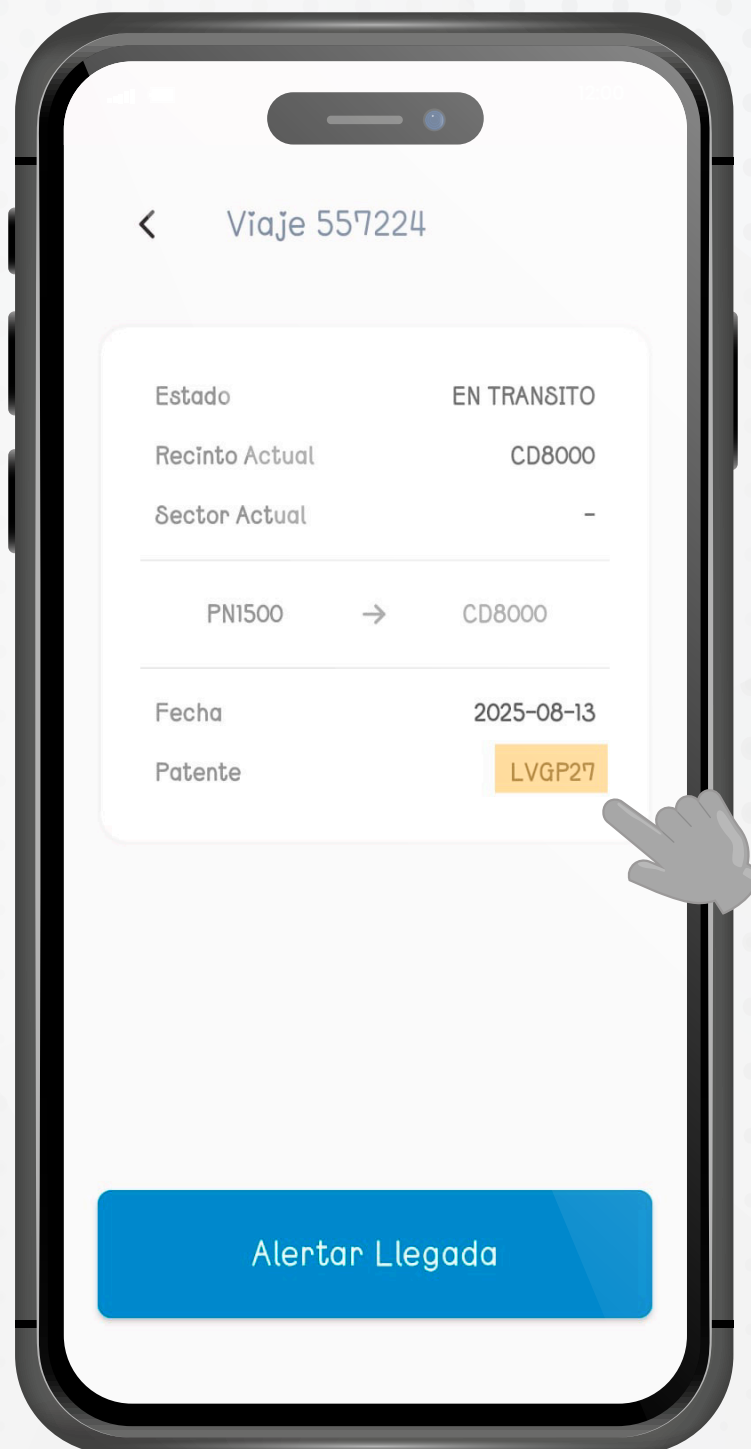 Viaje 557224
Estado EN TRANSITO
Recinto Actual CD8000
Sector Actual -
PN1500 → CD8000
Fecha 2025-08-13
Patente LVGP27
Alertar Llegada